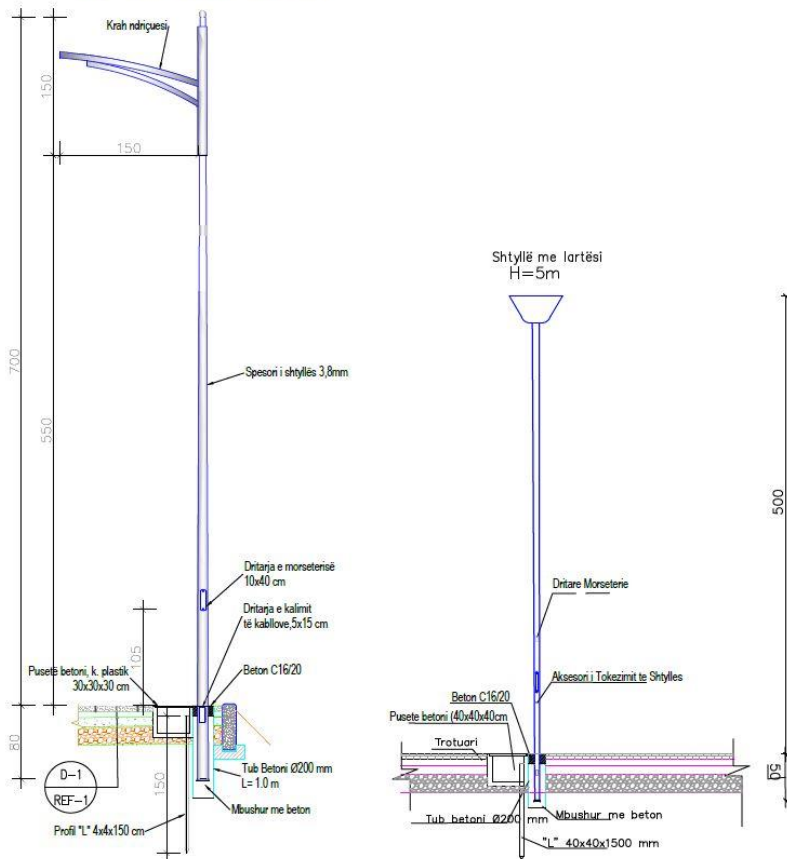 Krah ndriçuesi
150
150
700
550
Spesori i shtyllës 3,8mm
Dritarja e morseterisë
10x40 cm
Dritarja e kalimit
të kabllove,5x15 cm
105
Pusetë betoni, k. plastik
30x30x30 cm
Beton C16/20
80
D-1
REF-1
150
Tub Betoni Ø200 mm
L= 1.0 m
Mbushur me beton
Profil "L" 4x4x150 cm
Shtyllë me lartësi
H=5m
500
Dritare Morseterie
Aksesori i Tokezimit te Shtylles
Beton C16/20
Pusete betoni (40x40x40cm
Trotuari
50
Tub betoni Ø200 mm
Mbushur me beton
"L" 40x40x1500 mm